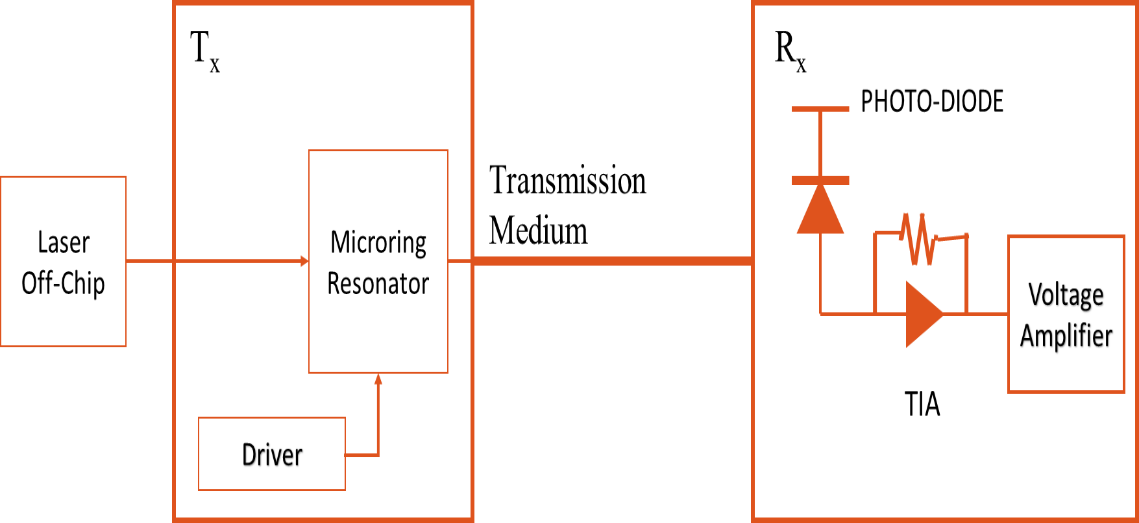 Tx
Rx
PHOTO-DIODE
Transmission
Medium
Laser
Off-Chip
Microring
Resonator
Voltage
Amplifier
TIA
Driver